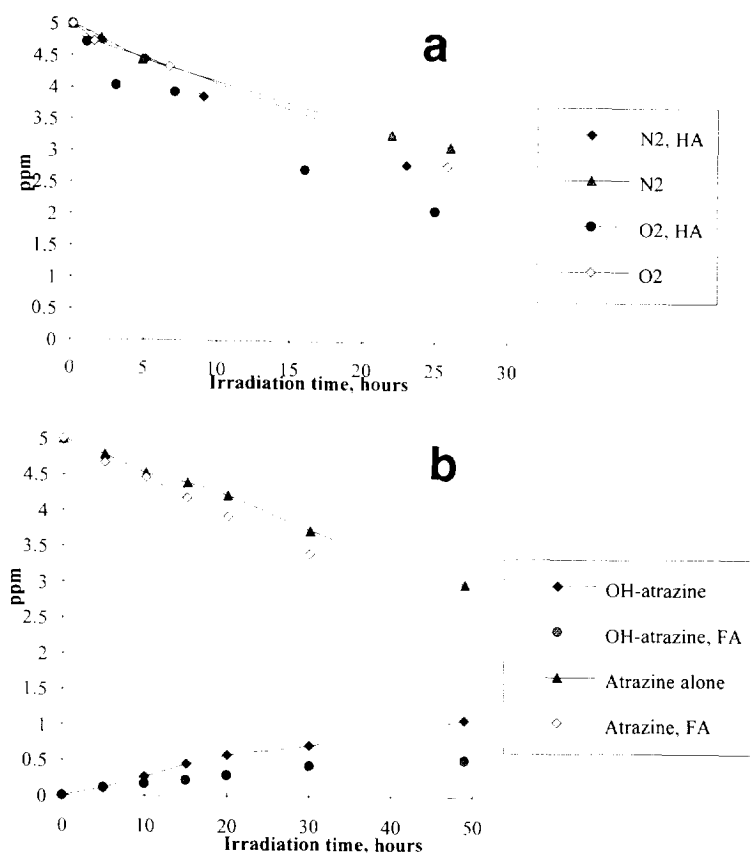 a
5
4.5
4
3.5
3
2.5
2
1.5
1
0.5
0
ppm
0 5 10 15 20 25 30
Irradiation time, hours
N2, HA
N2
O2, HA
O2
b
5
4.5
4
3.5
3
2.5
2
1.5
1
0.5
0
ppm
0 10 20 30 40 50
Irradiation time, hours
OH-atrazine
OH-atrazine, FA
Atrazine alone
Atrazine, FA